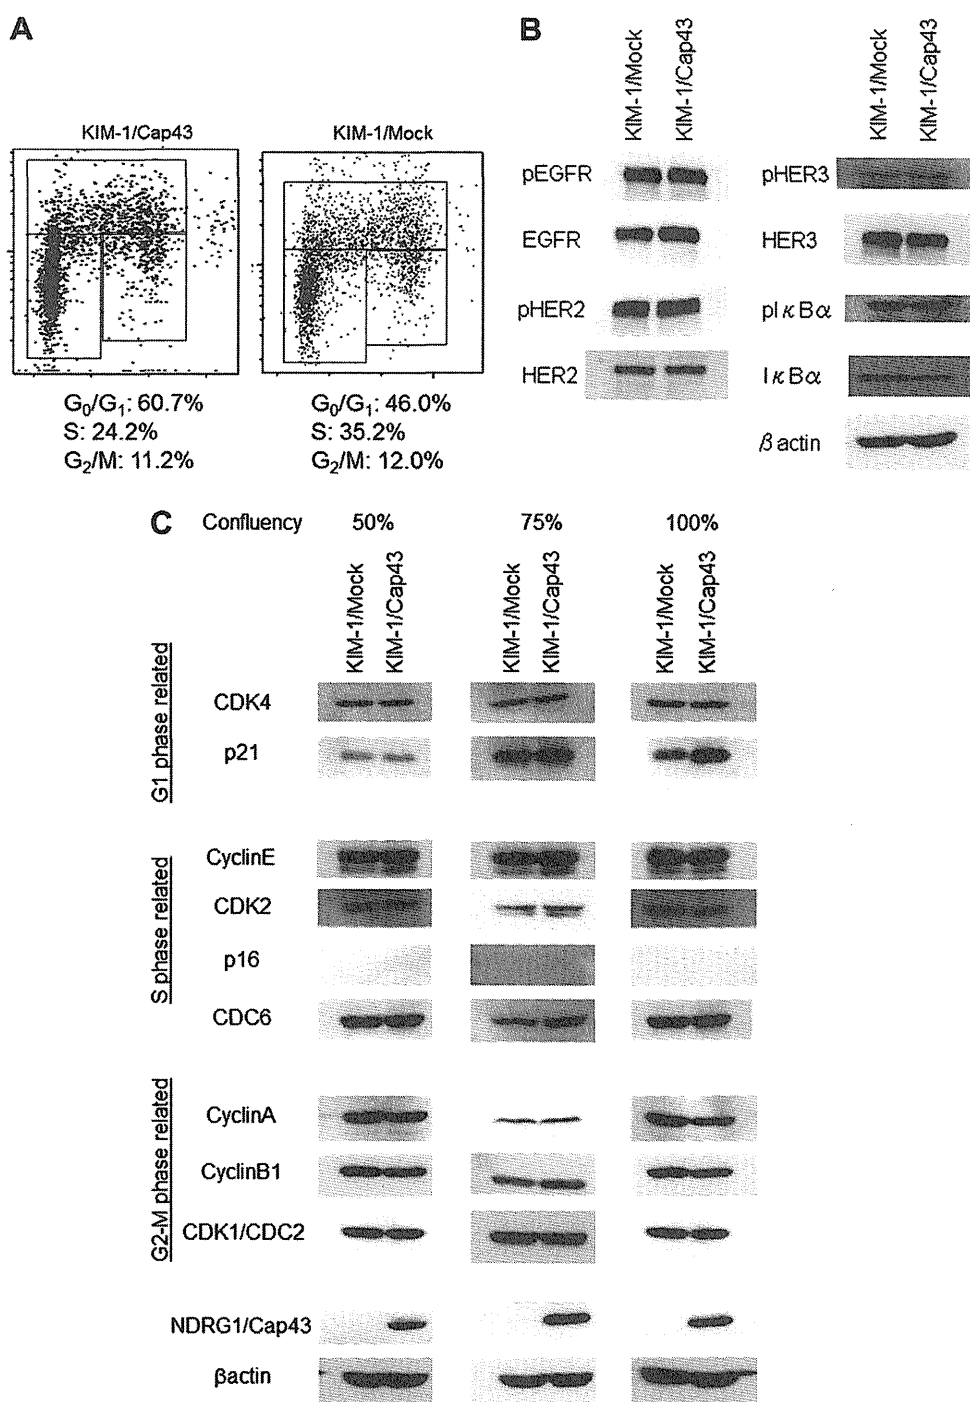 A
KIM-1/Cap43
KIM-1/Mock
G0/G1: 60.7%
S: 24.2%
G2/M: 11.2%
G0/G1: 46.0%
S: 35.2%
G2/M: 12.0%
B
KIM-1/Mock
KIM-1/Cap43
pEGFR
EGFR
pHER2
HER2
KIM-1/Mock
KIM-1/Cap43
pHER3
HER3
pIκBα
IκBα
β actin
C
Confluency 50% 75% 100%
KIM-1/Mock
KIM-1/Cap43
KIM-1/Mock
KIM-1/Cap43
KIM-1/Mock
KIM-1/Cap43
G1 phase related
CDK4
p21
S phase related
CyclinE
CDK2
p16
CDC6
G2-M phase related
CyclinA
CyclinB1
CDK1/CDC2
NDRG1/Cap43
βactin